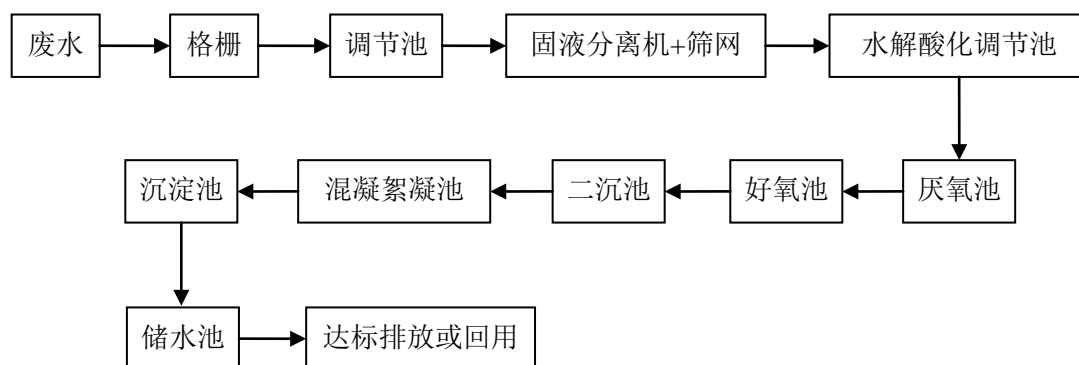 废水
格栅
调节池
固液分离机+筛网
水解酸化调节池
厌氧池
好氧池
二沉池
混凝絮凝池
沉淀池
储水池
达标排放或回用